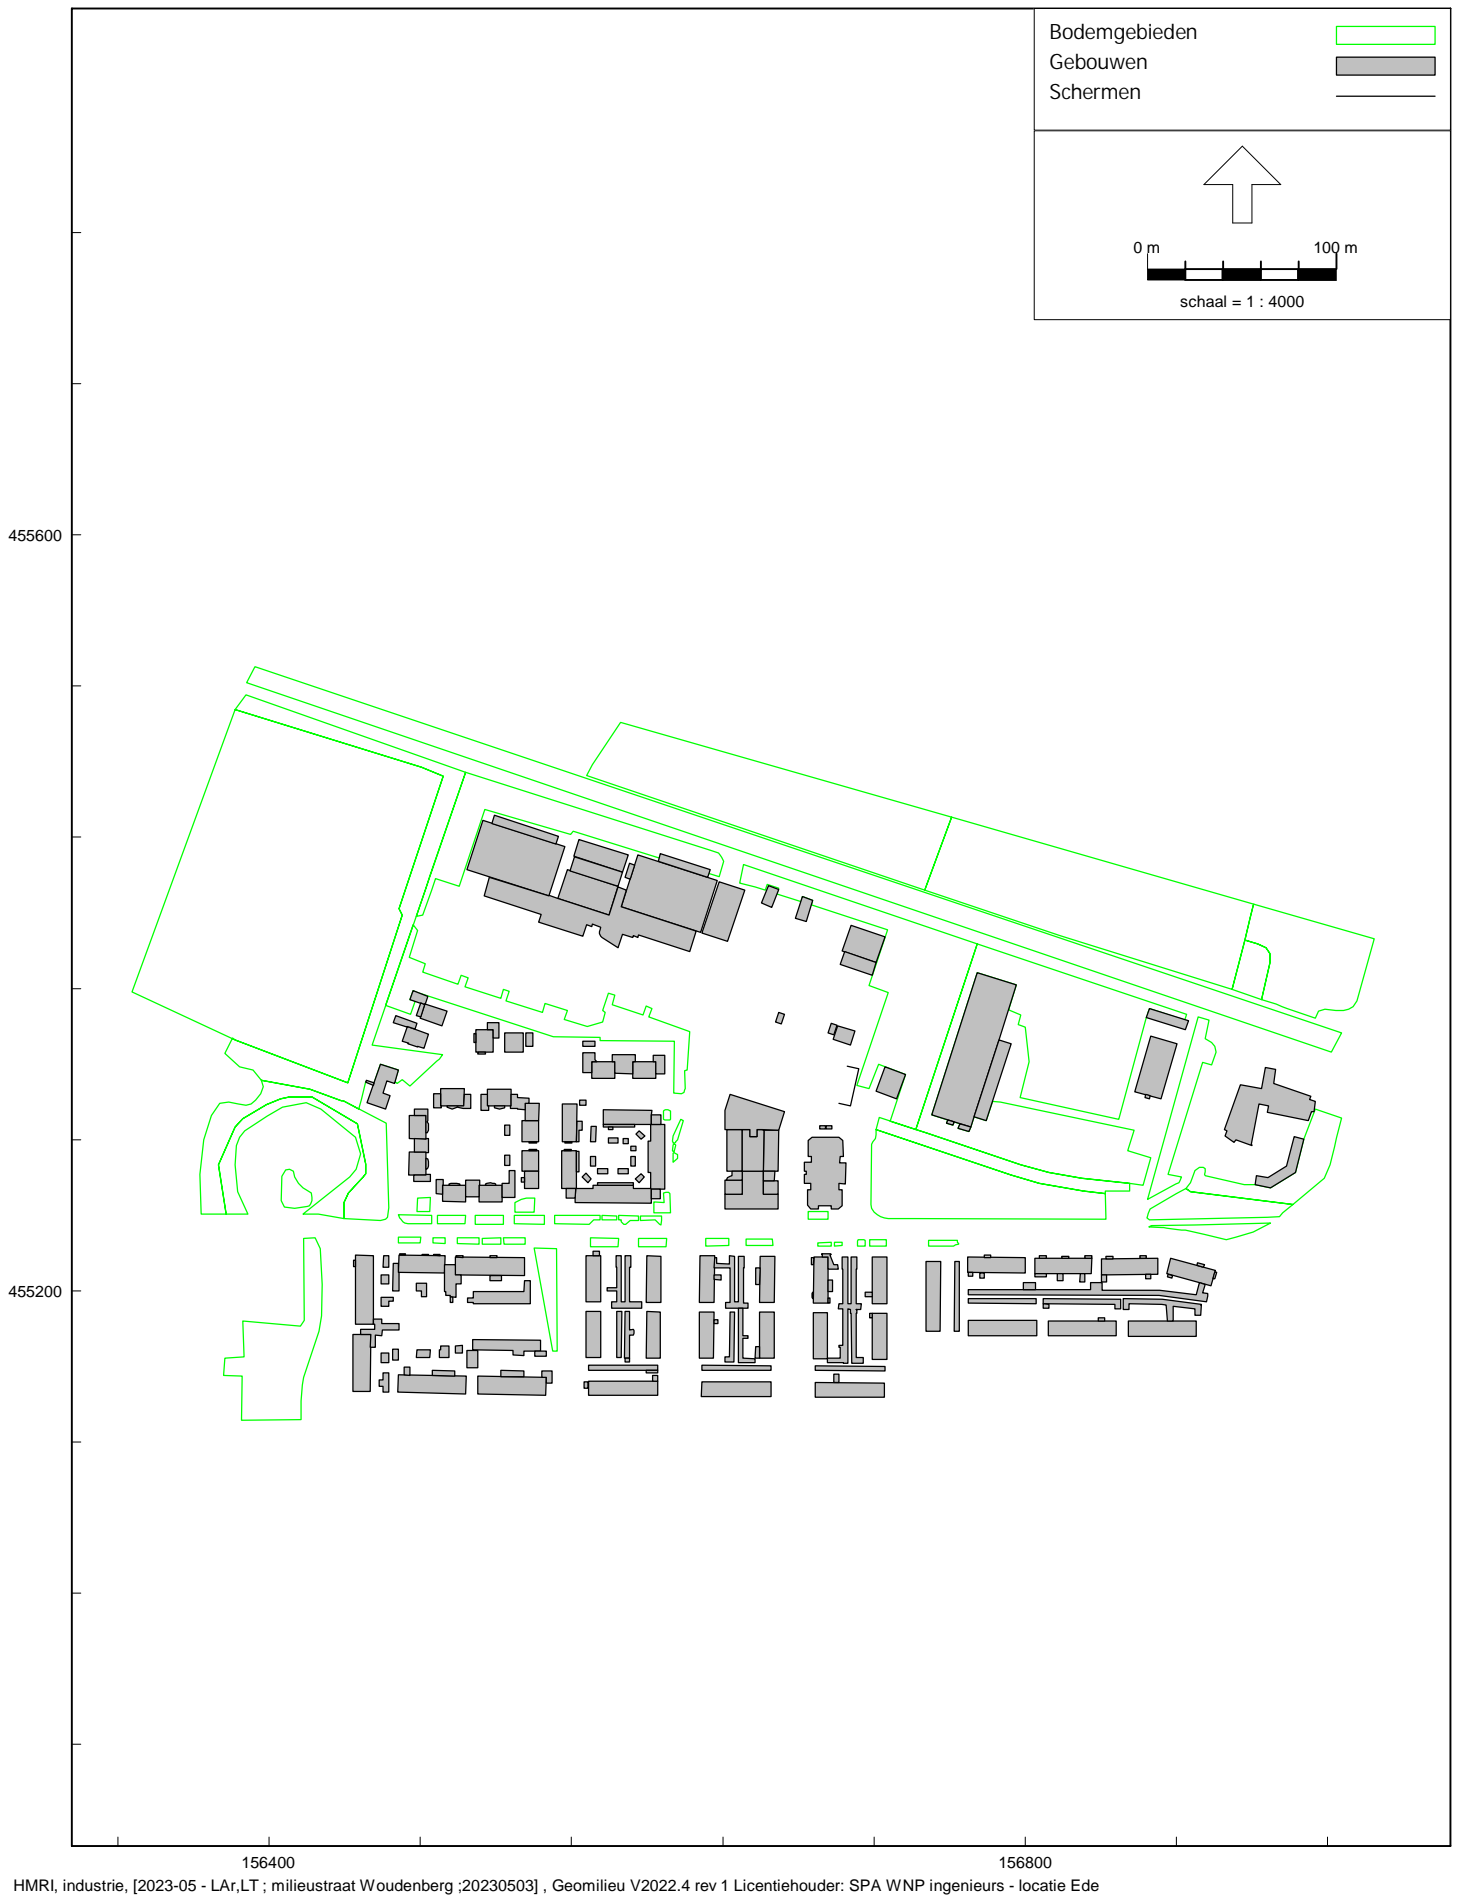 Bodemgebieden
Gebouwen
Schermen
0 m 100 m
schaal = 1 : 4000
455600
455200
156400 156800
HMRI, industrie, [2023-05 - LAr,LT ; milieustraat Woudenberg ;20230503] , Geomilieu V2022.4 rev 1 Licentiehouder: SPA WNP ingenieurs - locatie Ede